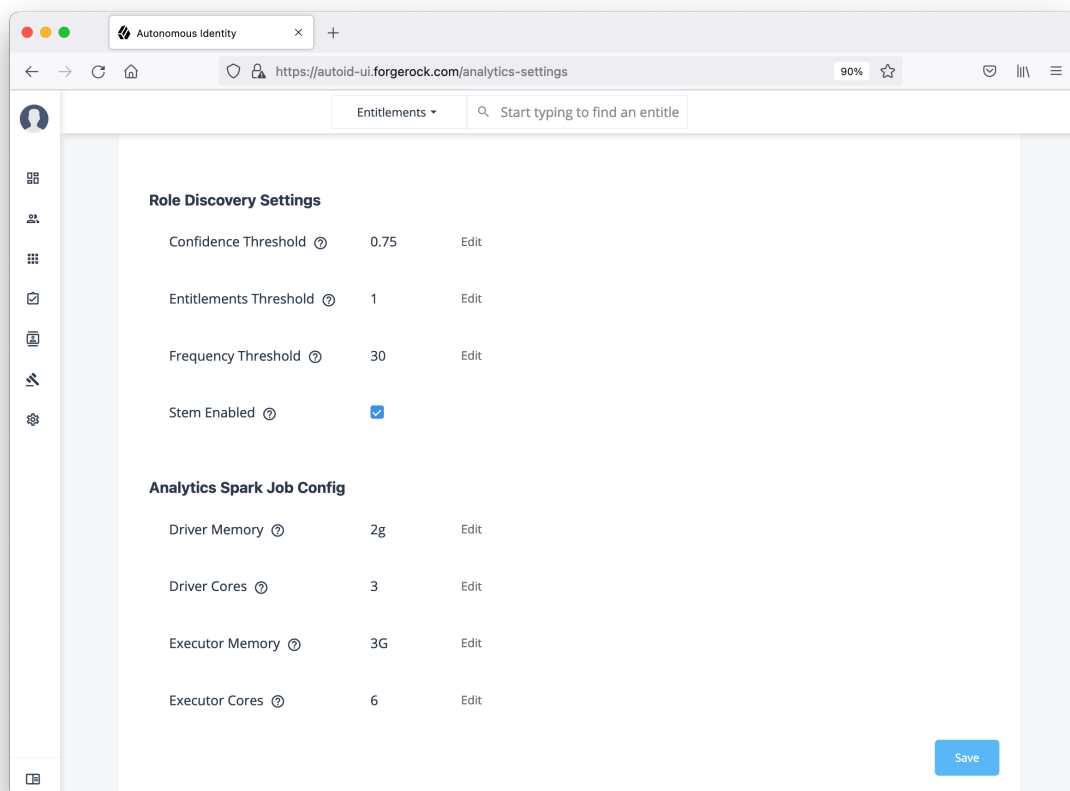 Autonomous Identity
https://autoid-ui.forgerock.com/analytics-settings
90%
Entitlements
Start typing to find an entitle
Role Discovery Settings
Confidence Threshold 0.75 Edit
Entitlements Threshold 1 Edit
Frequency Threshold 30 Edit
Stem Enabled
Analytics Spark Job Config
Driver Memory 2g Edit
Driver Cores 3 Edit
Executor Memory 3G Edit
Executor Cores 6 Edit
Save